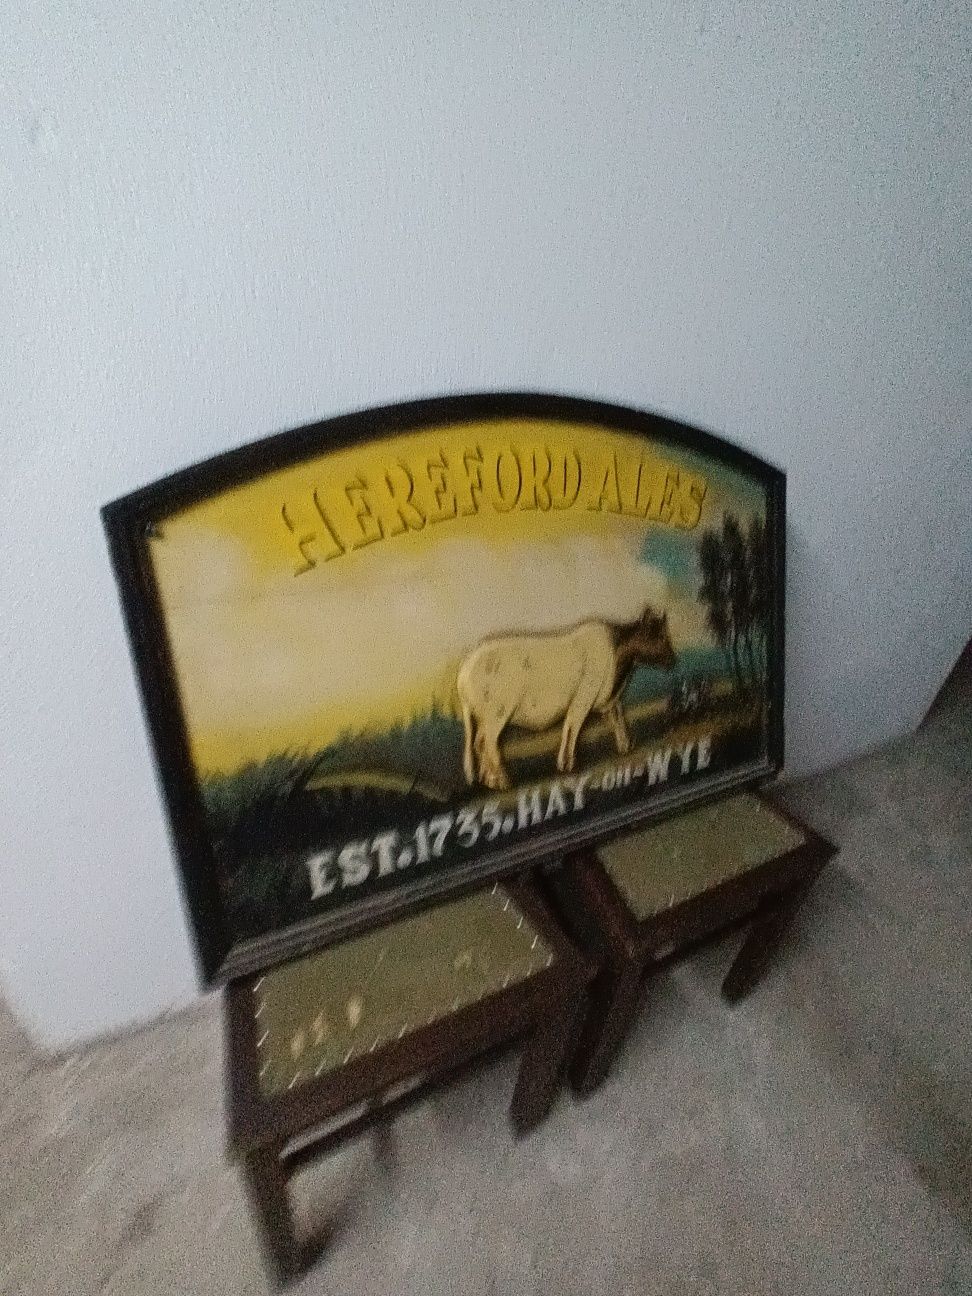 HEREFORD ALES
EST. 1735. HAY-on-WYE